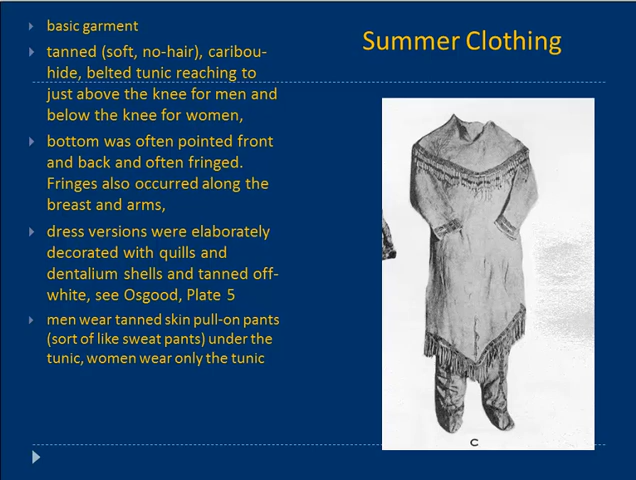 Summer Clothing
basic garment
tanned (soft, no-hair), caribou-
hide, belted tunic reaching to
just above the knee for men and
below the knee for women,
bottom was often pointed front
and back and often fringed.
Fringes also occurred along the
breast and arms,
dress versions were elaborately
decorated with quills and
dentalium shells and tanned off-
white, see Osgood, Plate 5
men wear tanned skin pull-on pants
(sort of like sweat pants) under the
tunic, women wear only the tunic
C